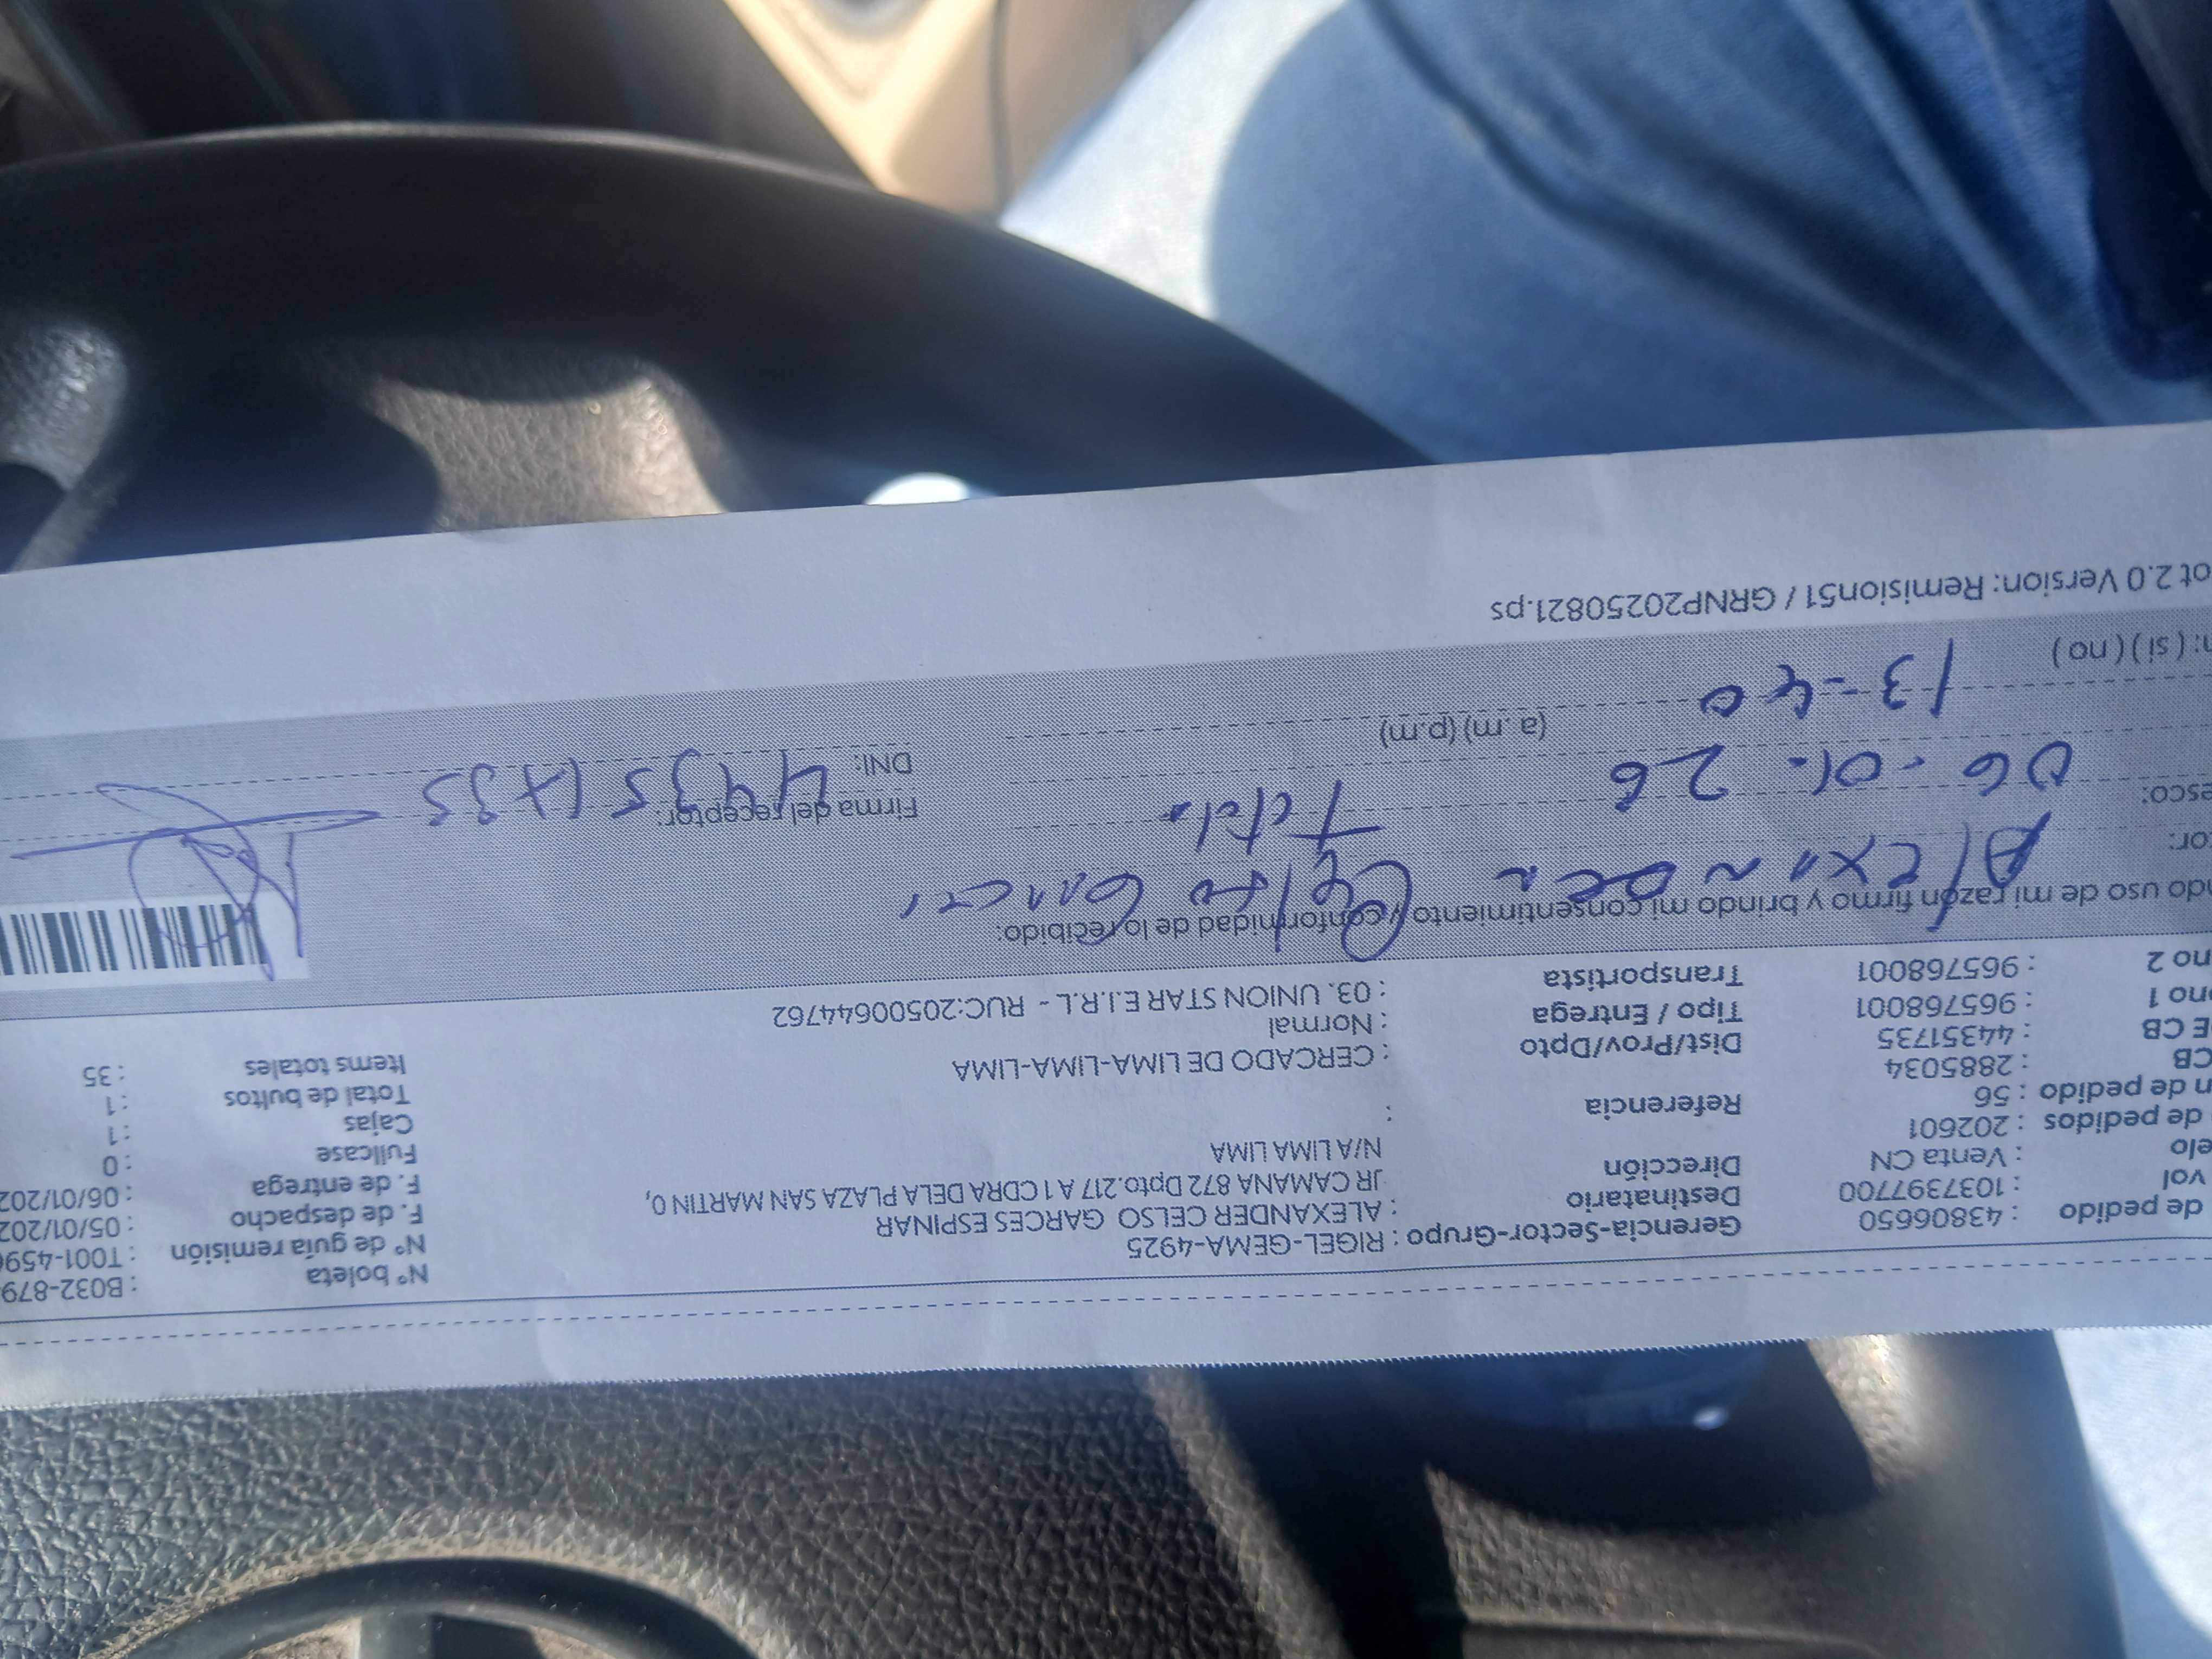 Nº boleta : B032-879
de pedido : 43806650 Gerencia-Sector-Grupo : RIGEL-GEMA-4925 Nº de guía remisión : T001-459
vol : 1037397700 Destinatario : ALEXANDER CELSO GARCES ESPINAR F. de despacho : 05/01/202
elo : Venta CN Dirección JR CAMANA 872 Dpto.217 A 1 CDRA DELA PLAZA SAN MARTIN 0, F. de entrega : 06/01/202
de pedidos : 202601 N/A LIMA LIMA Fullcase : 0
n de pedido : 56 Referencia : Cajas : 1
CB : 2885034 Total de bultos : 1
E CB : 44351735 Dist/Prov/Dpto : CERCADO DE LIMA-LIMA-LIMA Items totales : 35
ono 1 : 965768001 Tipo / Entrega : Normal
no 2 : 965768001 Transportista : 03. UNION STAR E.I.R.L - RUC:20500644762
ndo uso de mi razón firmo y brindo mi consentimiento y conformidad de lo recibido:
or: Alexander Celso
esco: Firma del receptor:
06-01-26 DNI: 44351735
(a. m) (p.m)
13-40
n: ( si ) ( no )
ot 2.0 Version: Remision51 / GRNP20250821.ps